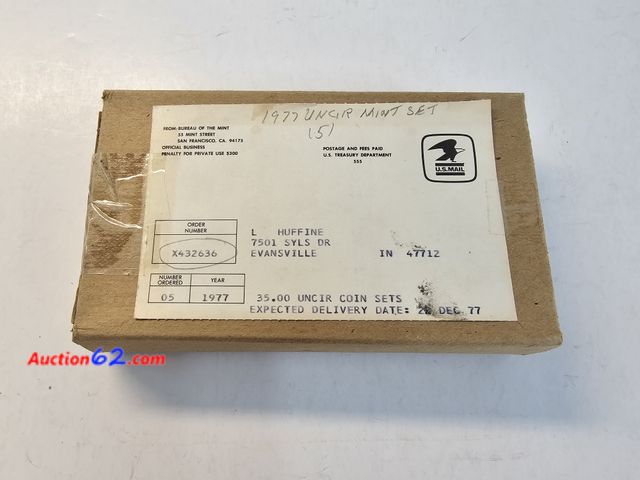 1977 UNCIR MINT SET
(5)
FROM: BUREAU OF THE MINT
55 MINT STREET
SAN FRANCISCO, CA. 94175
OFFICIAL BUSINESS
PENALTY FOR PRIVATE USE $300
POSTAGE AND FEES PAID
U.S. TREASURY DEPARTMENT
555
U.S.MAIL
ORDER
NUMBER
X432636
L HUFFINE
7501 SYLS DR
EVANSVILLE IN 47712
NUMBER
ORDERED
YEAR
05
1977
35.00 UNCIR COIN SETS
EXPECTED DELIVERY DATE: DEC 77
Auction62.com